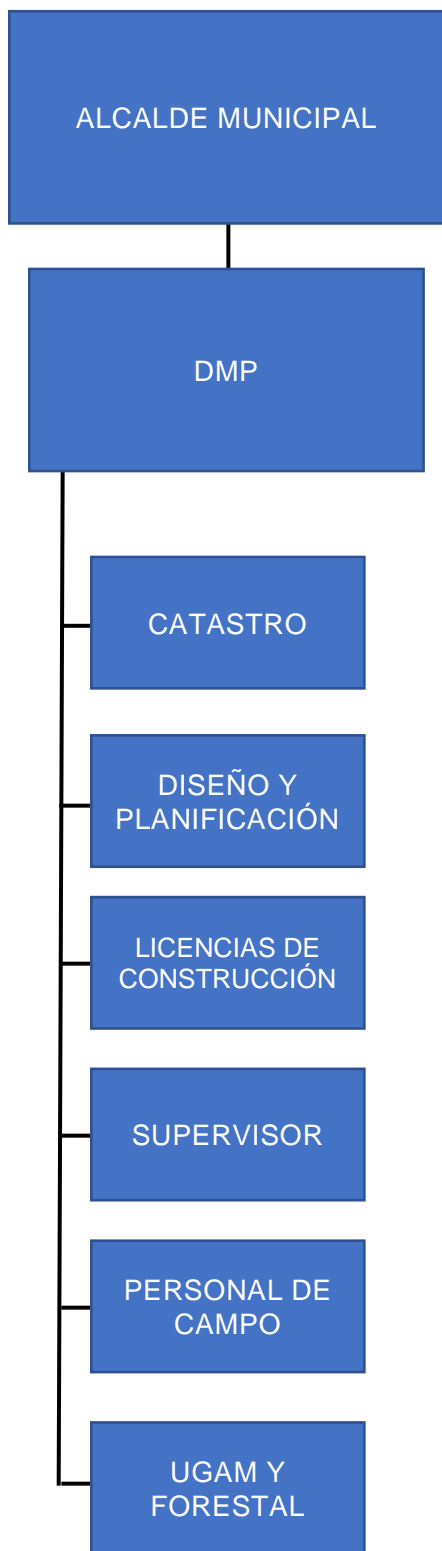 ALCALDE MUNICIPAL
DMP
CATASTRO
DISEÑO Y
PLANIFICACIÓN
LICENCIAS DE
CONSTRUCCIÓN
SUPERVISOR
PERSONAL DE
CAMPO
UGAM Y
FORESTAL